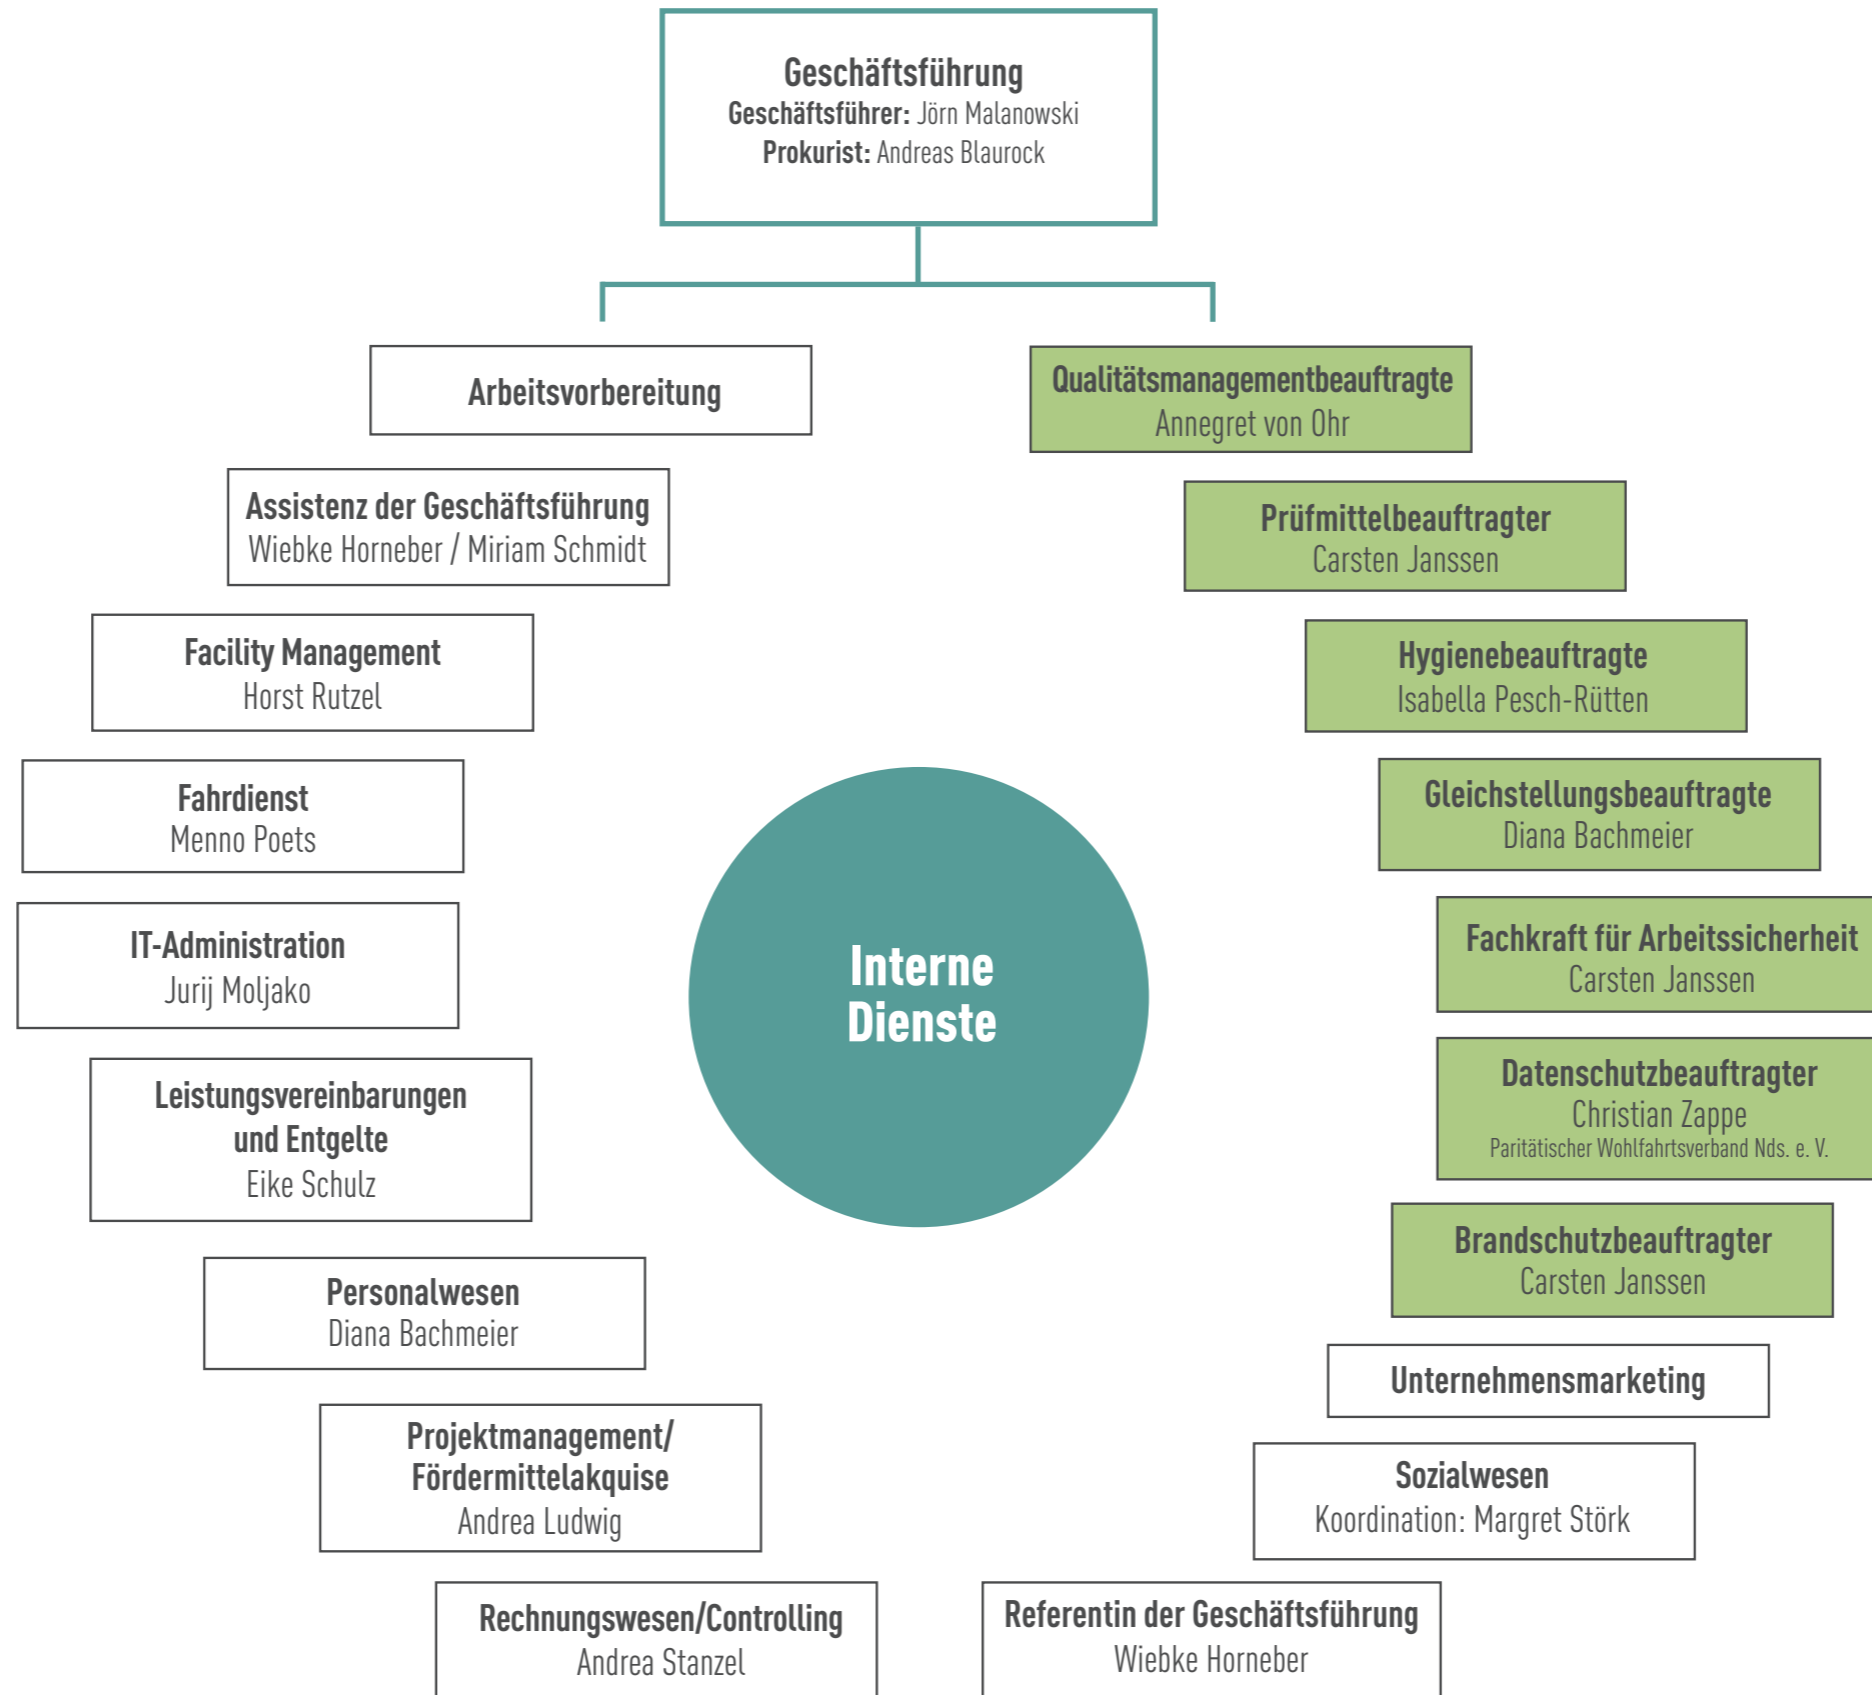 Geschäftsführung
Geschäftsführer: Jörn Malanowski
Prokurist: Andreas Blaurock
Arbeitsvorbereitung
Assistenz der Geschäftsführung
Wiebke Horneber / Miriam Schmidt
Facility Management
Horst Rutzel
Fahrdienst
Menno Poets
IT-Administration
Jurij Moljako
Leistungsvereinbarungen
und Entgelte
Eike Schulz
Personalwesen
Diana Bachmeier
Projektmanagement/
Fördermittelakquise
Andrea Ludwig
Rechnungswesen/Controlling
Andrea Stanzel
Interne
Dienste
Qualitätsmanagementbeauftragte
Annegret von Ohr
Prüfmittelbeauftragter
Carsten Janssen
Hygienebeauftragte
Isabella Pesch-Rütten
Gleichstellungsbeauftragte
Diana Bachmeier
Fachkraft für Arbeitssicherheit
Carsten Janssen
Datenschutzbeauftragter
Christian Zappe
Paritätischer Wohlfahrtsverband Nds. e. V.
Brandschutzbeauftragter
Carsten Janssen
Unternehmensmarketing
Sozialwesen
Koordination: Margret Störk
Referentin der Geschäftsführung
Wiebke Horneber